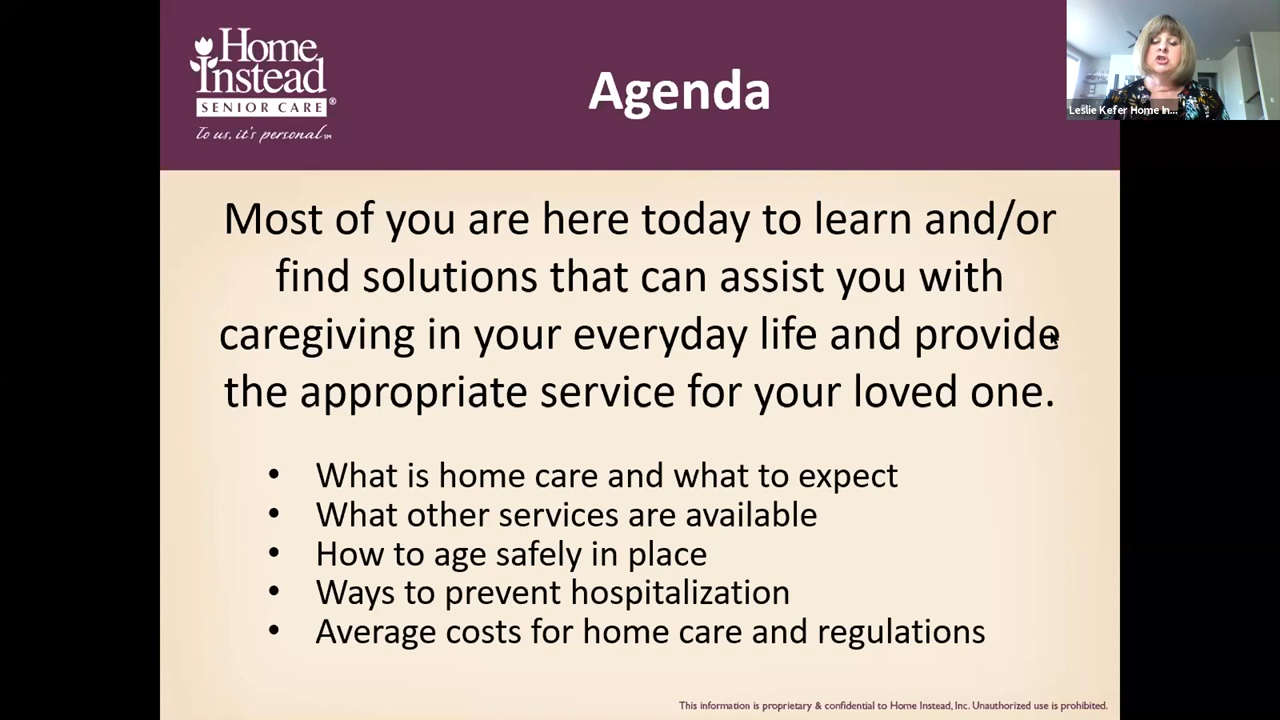 Home
Instead
SENIOR CARE®
To us, it's personal.SM
Agenda
Leslie Kefer Home In...
Most of you are here today to learn and/or
find solutions that can assist you with
caregiving in your everyday life and provide
the appropriate service for your loved one.
• What is home care and what to expect
• What other services are available
• How to age safely in place
• Ways to prevent hospitalization
• Average costs for home care and regulations
This information is proprietary & confidential to Home Instead, Inc. Unauthorized use is prohibited.